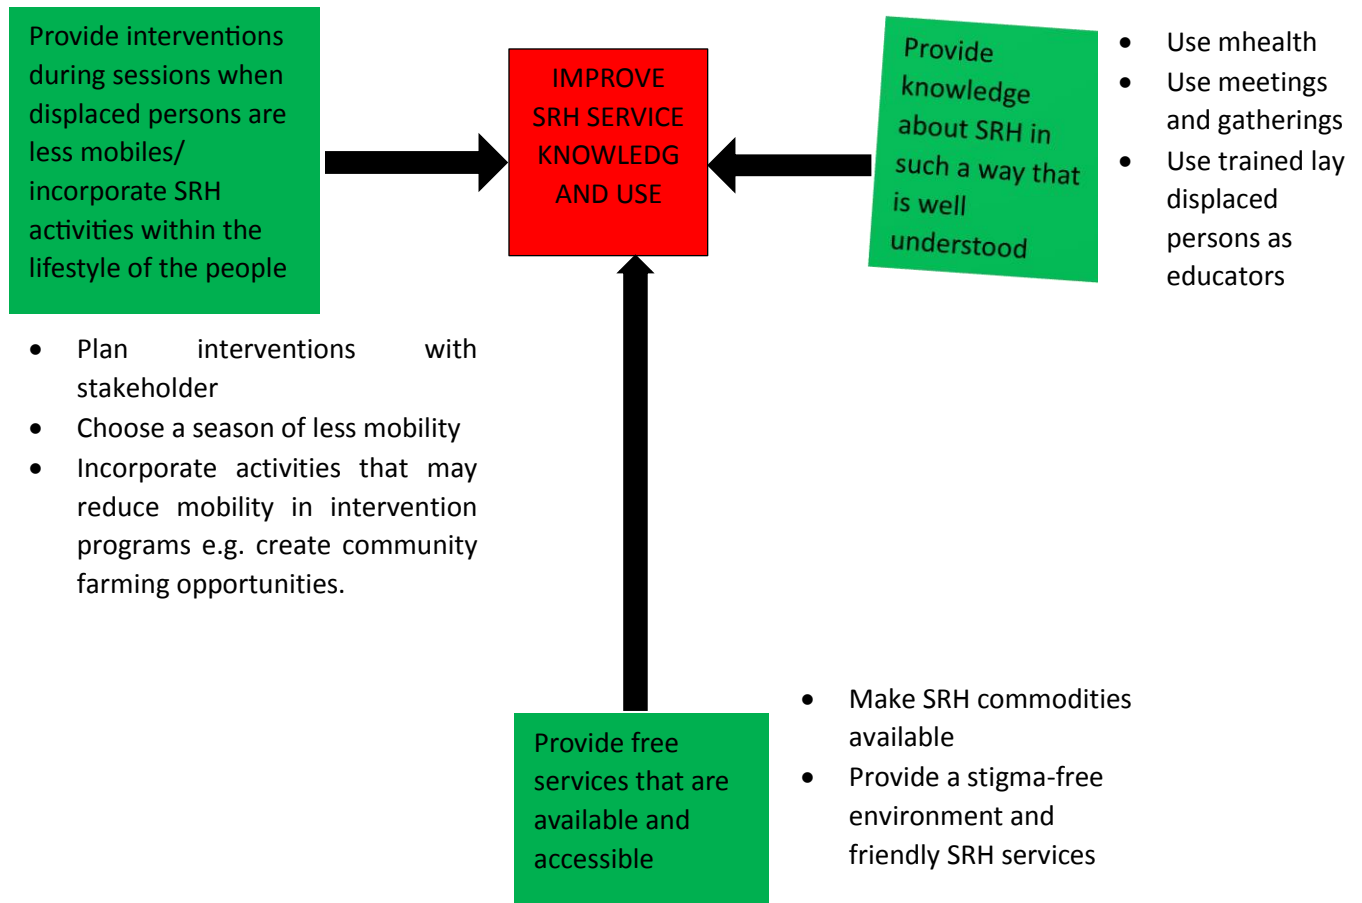 Provide interventions
during sessions when
displaced persons are
less mobiles/
incorporate SRH
activities within the
lifestyle of the people
IMPROVE
SRH SERVICE
KNOWLEDG
AND USE
Provide
knowledge
about SRH in
such a way that
is well
understood
• Use mhealth
• Use meetings
and gatherings
• Use trained lay
displaced
persons as
educators
• Plan interventions with
stakeholder
• Choose a season of less mobility
• Incorporate activities that may
reduce mobility in intervention
programs e.g. create community
farming opportunities.
Provide free
services that are
available and
accessible
• Make SRH commodities
available
• Provide a stigma-free
environment and
friendly SRH services